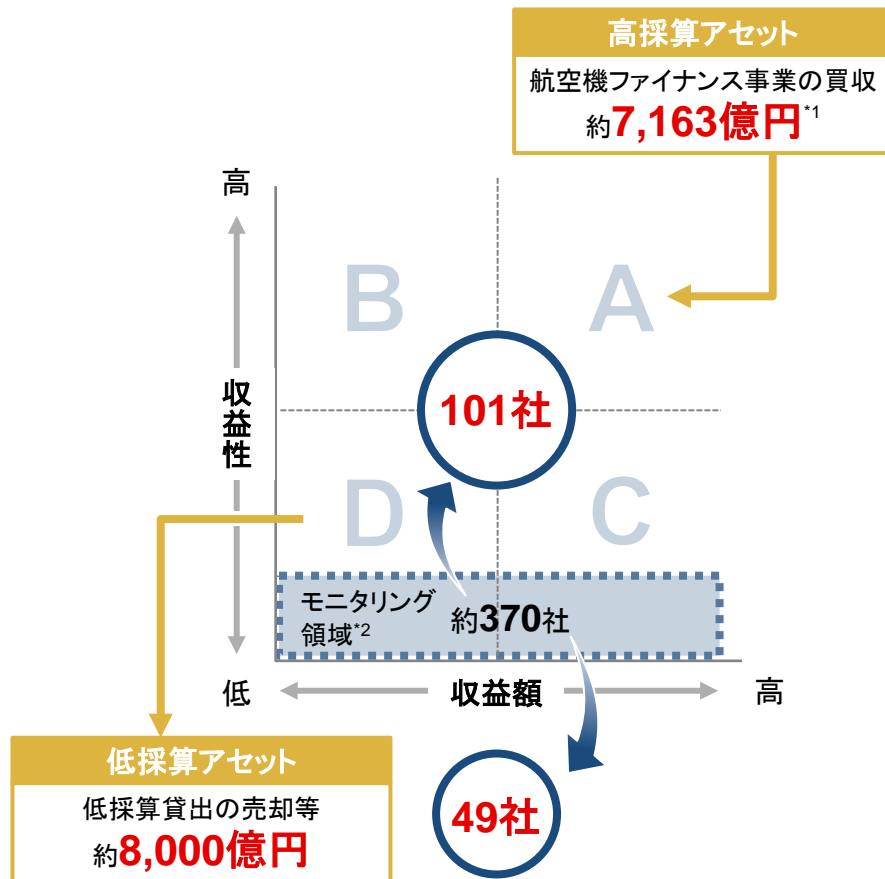 高採算アセット
航空機ファイナンス事業の買収
約7,163億円*1
高
B
A
収益性
101社
D
C
モニタリング
領域*2
約370社
低
収益額
高
低採算アセット
低採算貸出の売却等
約8,000億円
49社